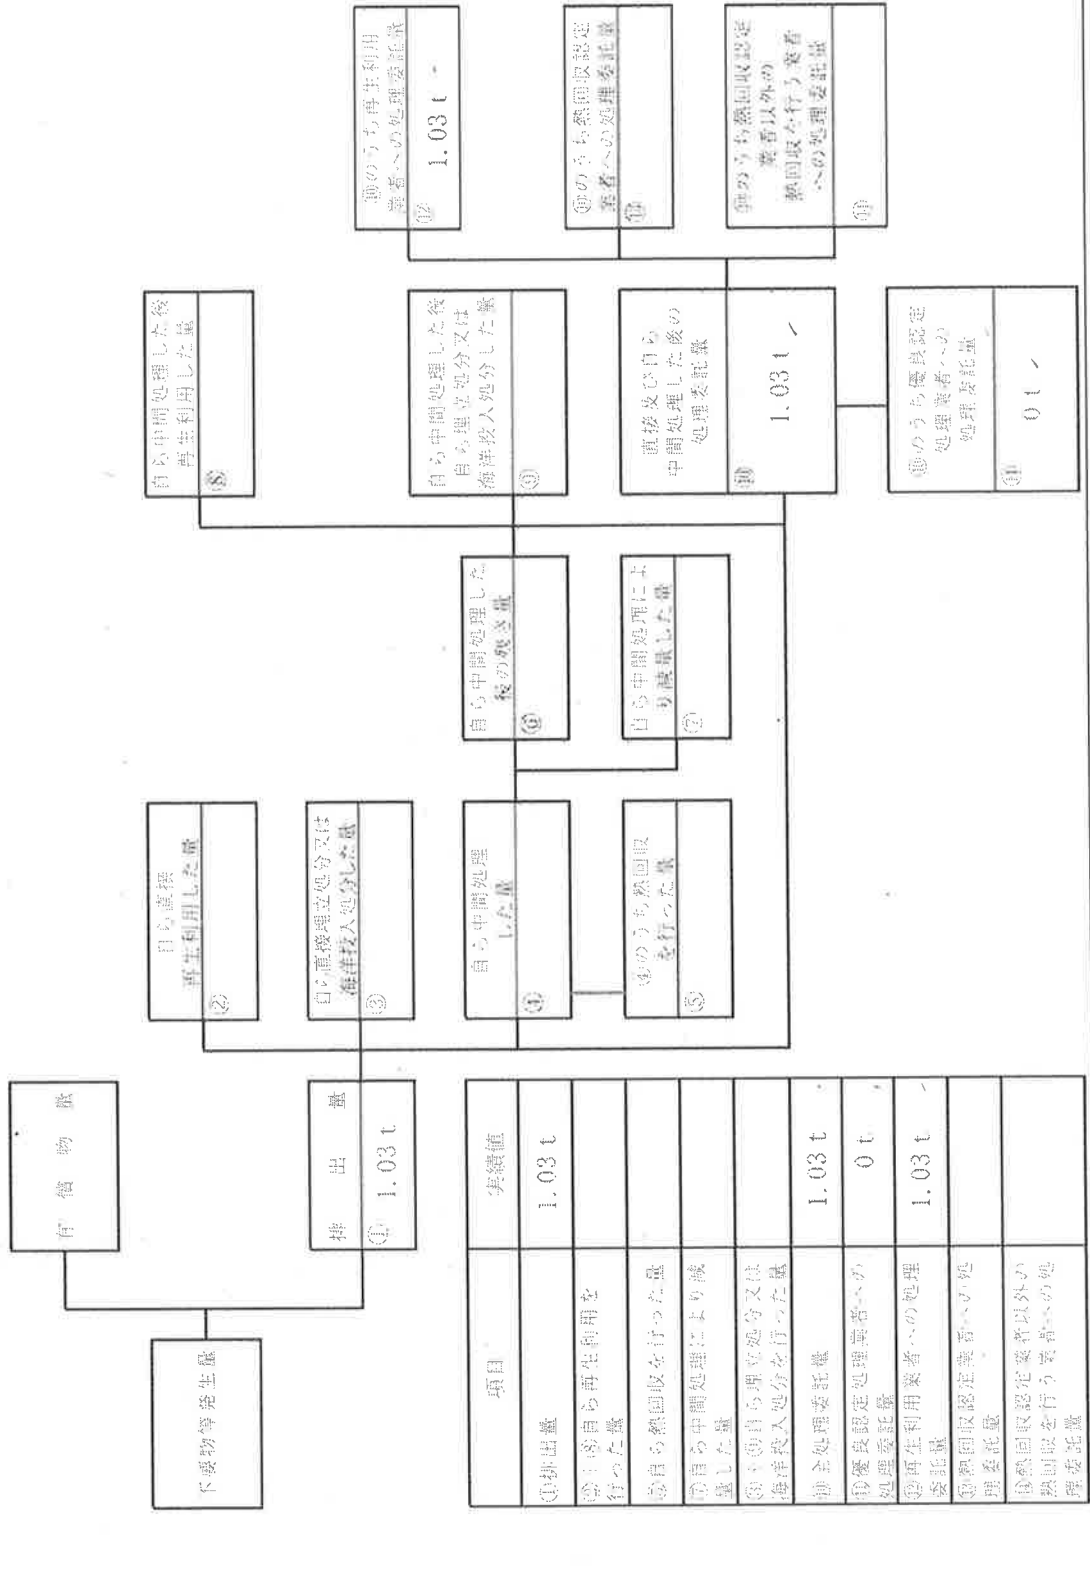 不要物等発生量
有 償 物 量
排 出 量
① 1.03 t
自ら直接
再生利用した量
②
自ら直接埋立処分又は
海洋投入処分した量
③
自ら中間処理
した量
④
④のうち熱回収
を行った量
⑤
自ら中間処理した
後の残さ量
⑥
自ら中間処理によ
り減量した量
⑦
自ら中間処理した後
再生利用した量
⑧
自ら中間処理した後
自ら埋立処分又は
海洋投入処分した量
⑨
直接及び自ら
中間処理した後の
処理委託量
⑩
1.03 t
⑩のうち優良認定
処理業者への
処理委託量
⑪
0 t
⑩のうち再生利用
業者への処理委託量
⑫
1.03 t
⑩のうち熱回収認定
業者への処理委託量
⑬
⑩のうち熱回収認定
業者以外の
熱回収を行う業者
への処理委託量
⑭
項目 実績値
①排出量 1.03 t
②+⑧自ら再生利用を
行った量
⑤自ら熱回収を行った量
⑦自ら中間処理により減
量した量
③+⑨自ら埋立処分又は
海洋投入処分を行った量
⑩全処理委託量 1.03 t
⑪優良認定処理業者への
処理委託量 0 t
⑫再生利用業者への処理
委託量 1.03 t
⑬熱回収認定業者への処
理委託量
⑭熱回収認定業者以外の
熱回収を行う業者への処
理委託量